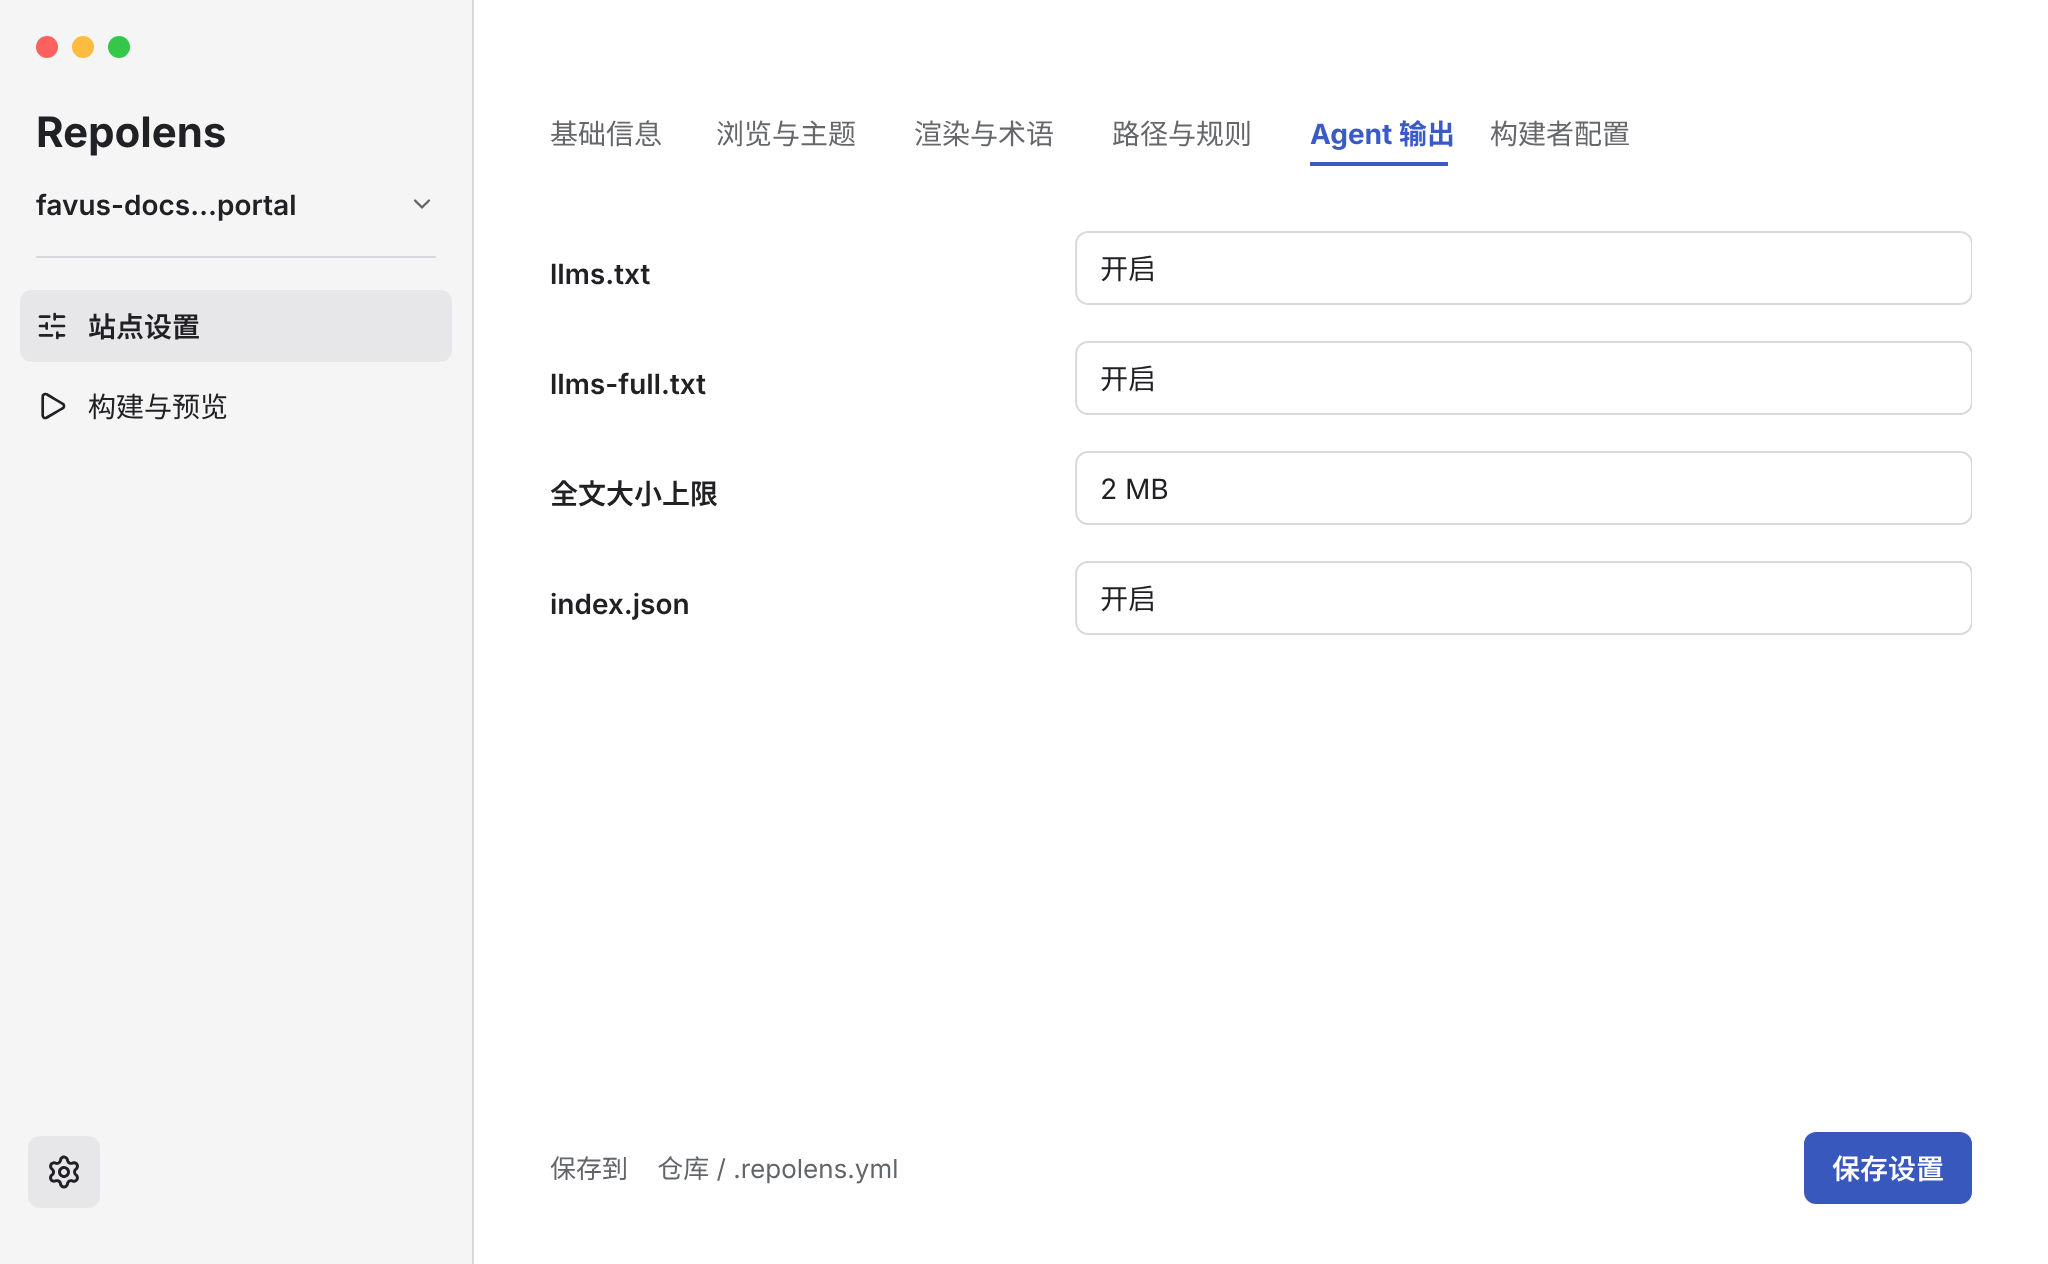 Repolens
favus-docs...portal
站点设置
构建与预览
基础信息 浏览与主题 渲染与术语 路径与规则 Agent 输出 构建者配置
llms.txt 开启
llms-full.txt 开启
全文大小上限 2 MB
index.json 开启
保存到 仓库 / .repolens.yml 保存设置